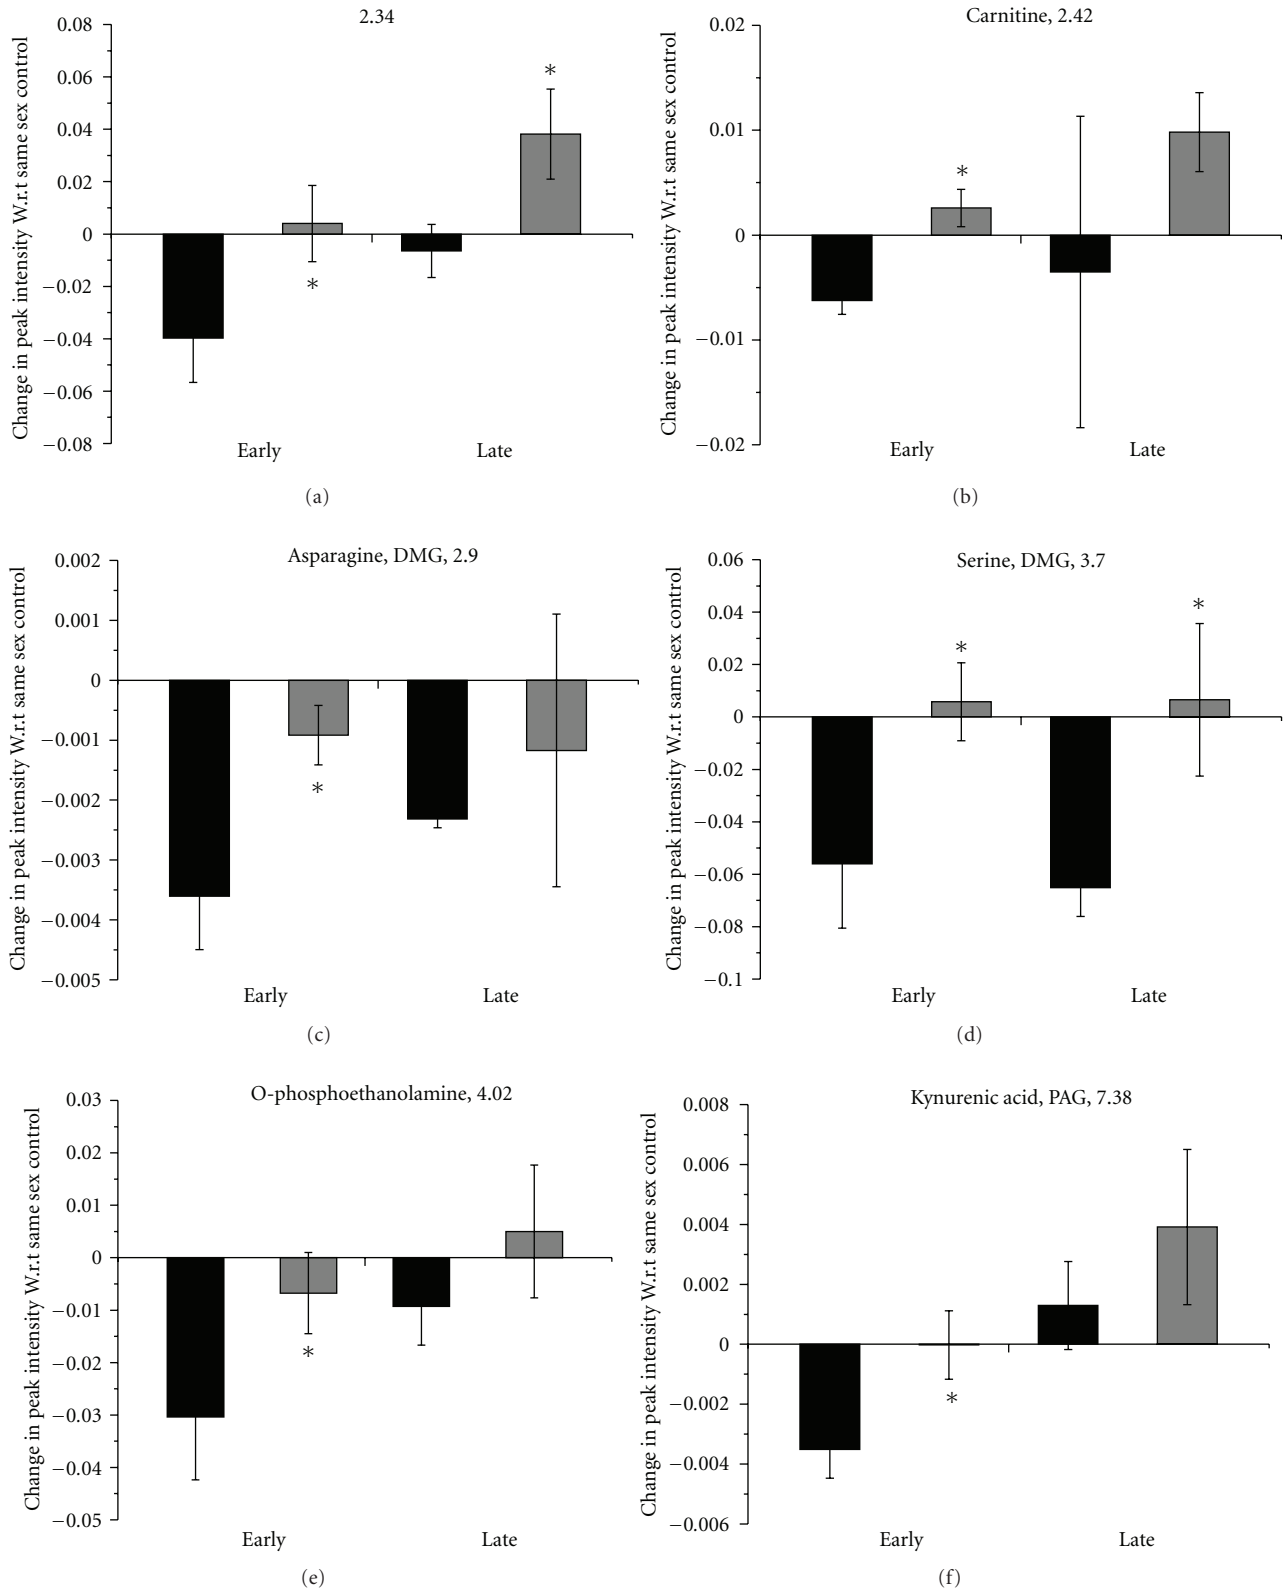 2.34
Change in peak intensity W.r.t same sex control
0.08
0.06
0.04
0.02
0
−0.02
−0.04
−0.06
−0.08
*
*
Early
Late
(a)
Carnitine, 2.42
Change in peak intensity W.r.t same sex control
0.02
0.01
0
−0.01
−0.02
*
Early
Late
(b)
Asparagine, DMG, 2.9
Change in peak intensity W.r.t same sex control
0.002
0.001
0
−0.001
−0.002
−0.003
−0.004
−0.005
*
Early
Late
(c)
Serine, DMG, 3.7
Change in peak intensity W.r.t same sex control
0.06
0.04
0.02
0
−0.02
−0.04
−0.06
−0.08
−0.1
*
*
Early
Late
(d)
O-phosphoethanolamine, 4.02
Change in peak intensity W.r.t same sex control
0.03
0.02
0.01
0
−0.01
−0.02
−0.03
−0.04
−0.05
*
Early
Late
(e)
Kynurenic acid, PAG, 7.38
Change in peak intensity W.r.t same sex control
0.008
0.006
0.004
0.002
0
−0.002
−0.004
−0.006
*
Early
Late
(f)